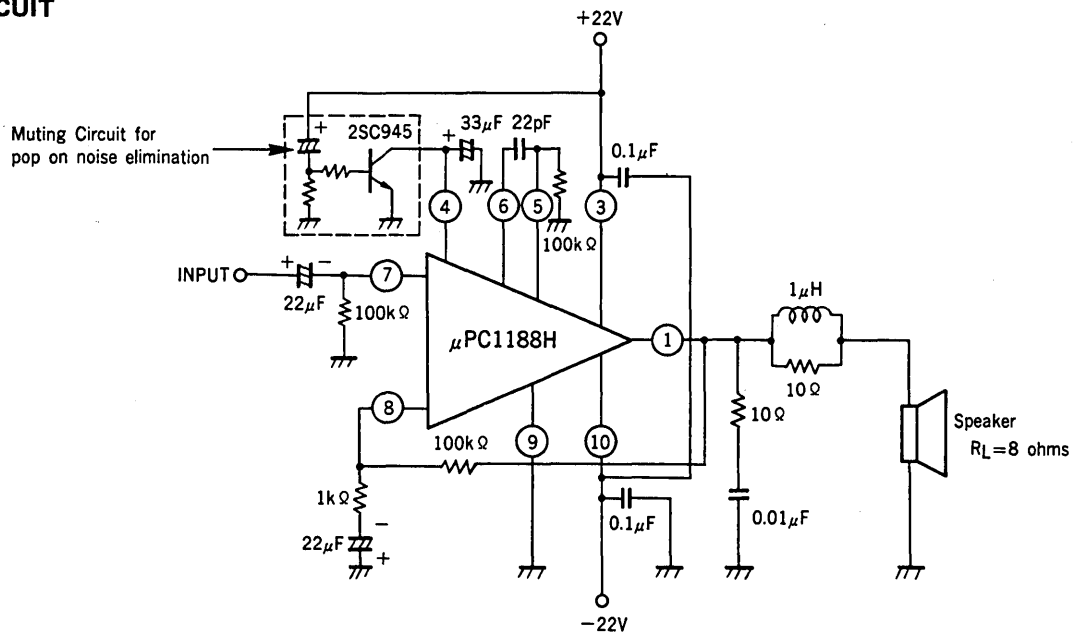 CUIT
+22V
Muting Circuit for
pop on noise elimination
+
2SC945
+
33μF
22pF
0.1μF
4
6
5
3
100kΩ
INPUT
+
−
22μF
100kΩ
7
μPC1188H
1
1μH
10Ω
10Ω
8
100kΩ
9
10
Speaker
RL=8 ohms
1kΩ
−
22μF
+
0.1μF
0.01μF
−22V